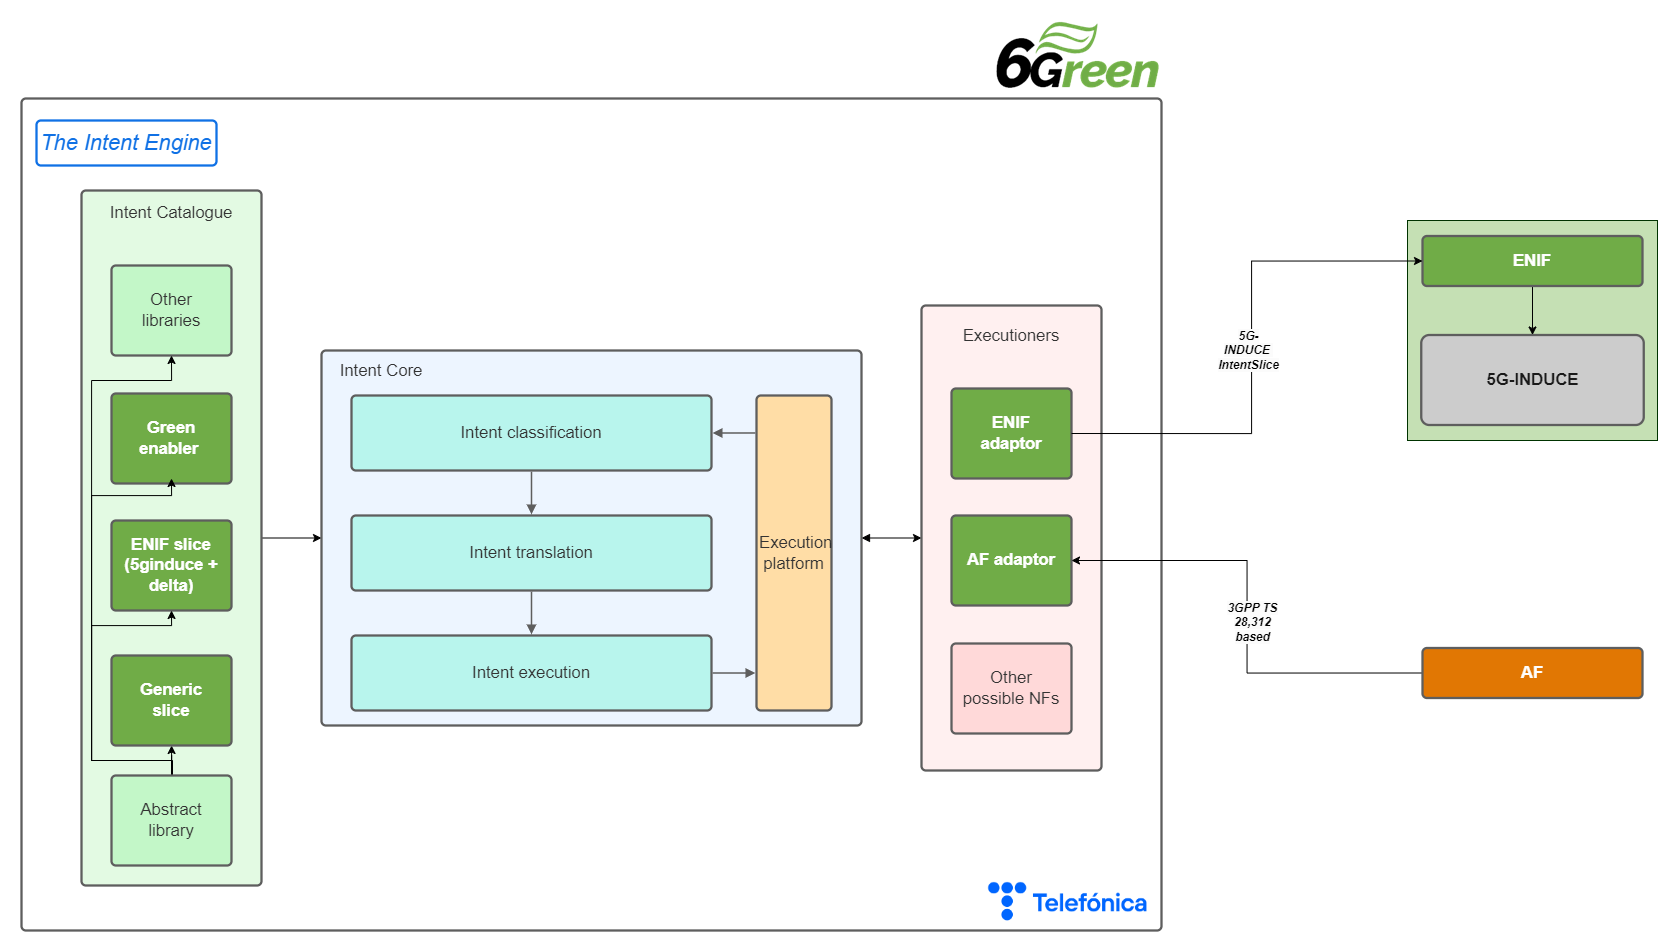 6Green
The Intent Engine
Intent Catalogue
Other
libraries
Green
enabler
ENIF slice
(5ginduce +
delta)
Generic
slice
Abstract
library
Intent Core
Intent classification
Intent translation
Intent execution
Execution
platform
Executioners
ENIF
adaptor
AF adaptor
Other
possible NFs
5G-
INDUCE
IntentSlice
3GPP TS
28,312
based
ENIF
5G-INDUCE
AF
Telefónica